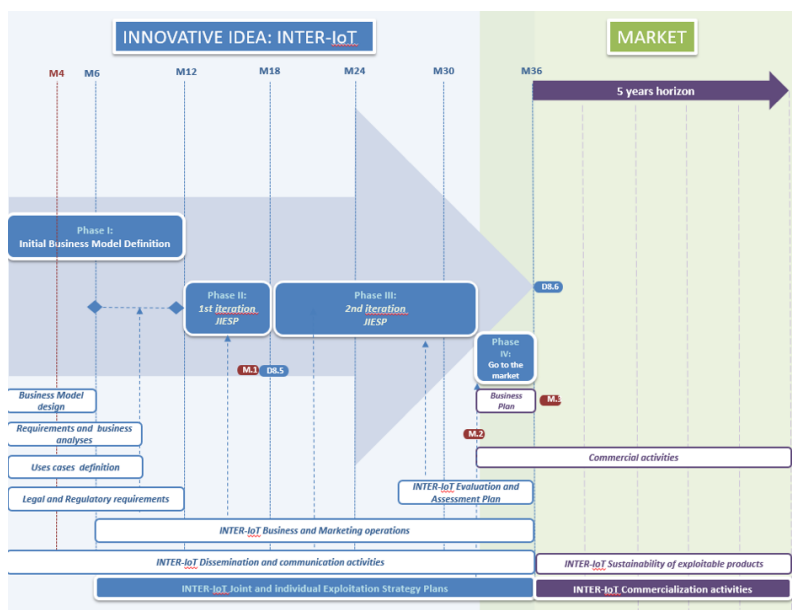 INNOVATIVE IDEA: INTER-IoT
MARKET
M4
M6
M12
M18
M24
M30
M36
5 years horizon
Phase I:
Initial Business Model Definition
Phase II:
1st iteration
JIESP
Phase III:
2nd iteration
JIESP
D8.6
Phase
IV:
Go to the
market
M.1
D8.5
Business Model
design
Business
Plan
M.3
Requirements and business
analyses
M.2
Uses cases definition
Commercial activities
Legal and Regulatory requirements
INTER-IoT Evaluation and
Assessment Plan
INTER-IoT Business and Marketing operations
INTER-IoT Dissemination and communication activities
INTER-IoT Sustainability of exploitable products
INTER-IoT Joint and individual Exploitation Strategy Plans
INTER-IoT Commercialization activities